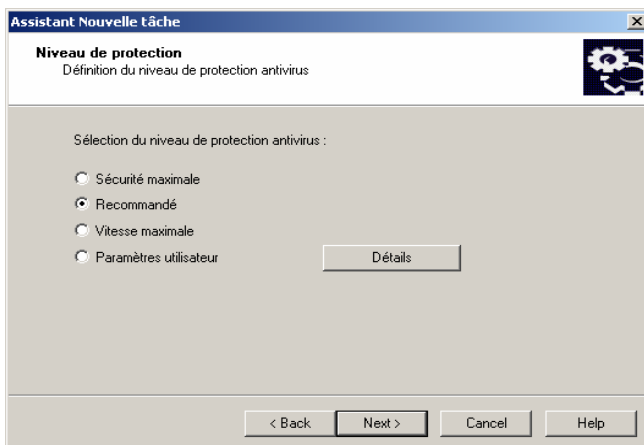 Assistant Nouvelle tâche
Niveau de protection
Définition du niveau de protection antivirus
Sélection du niveau de protection antivirus :
Sécurité maximale
Recommandé
Vitesse maximale
Paramètres utilisateur
Détails
< Back
Next >
Cancel
Help